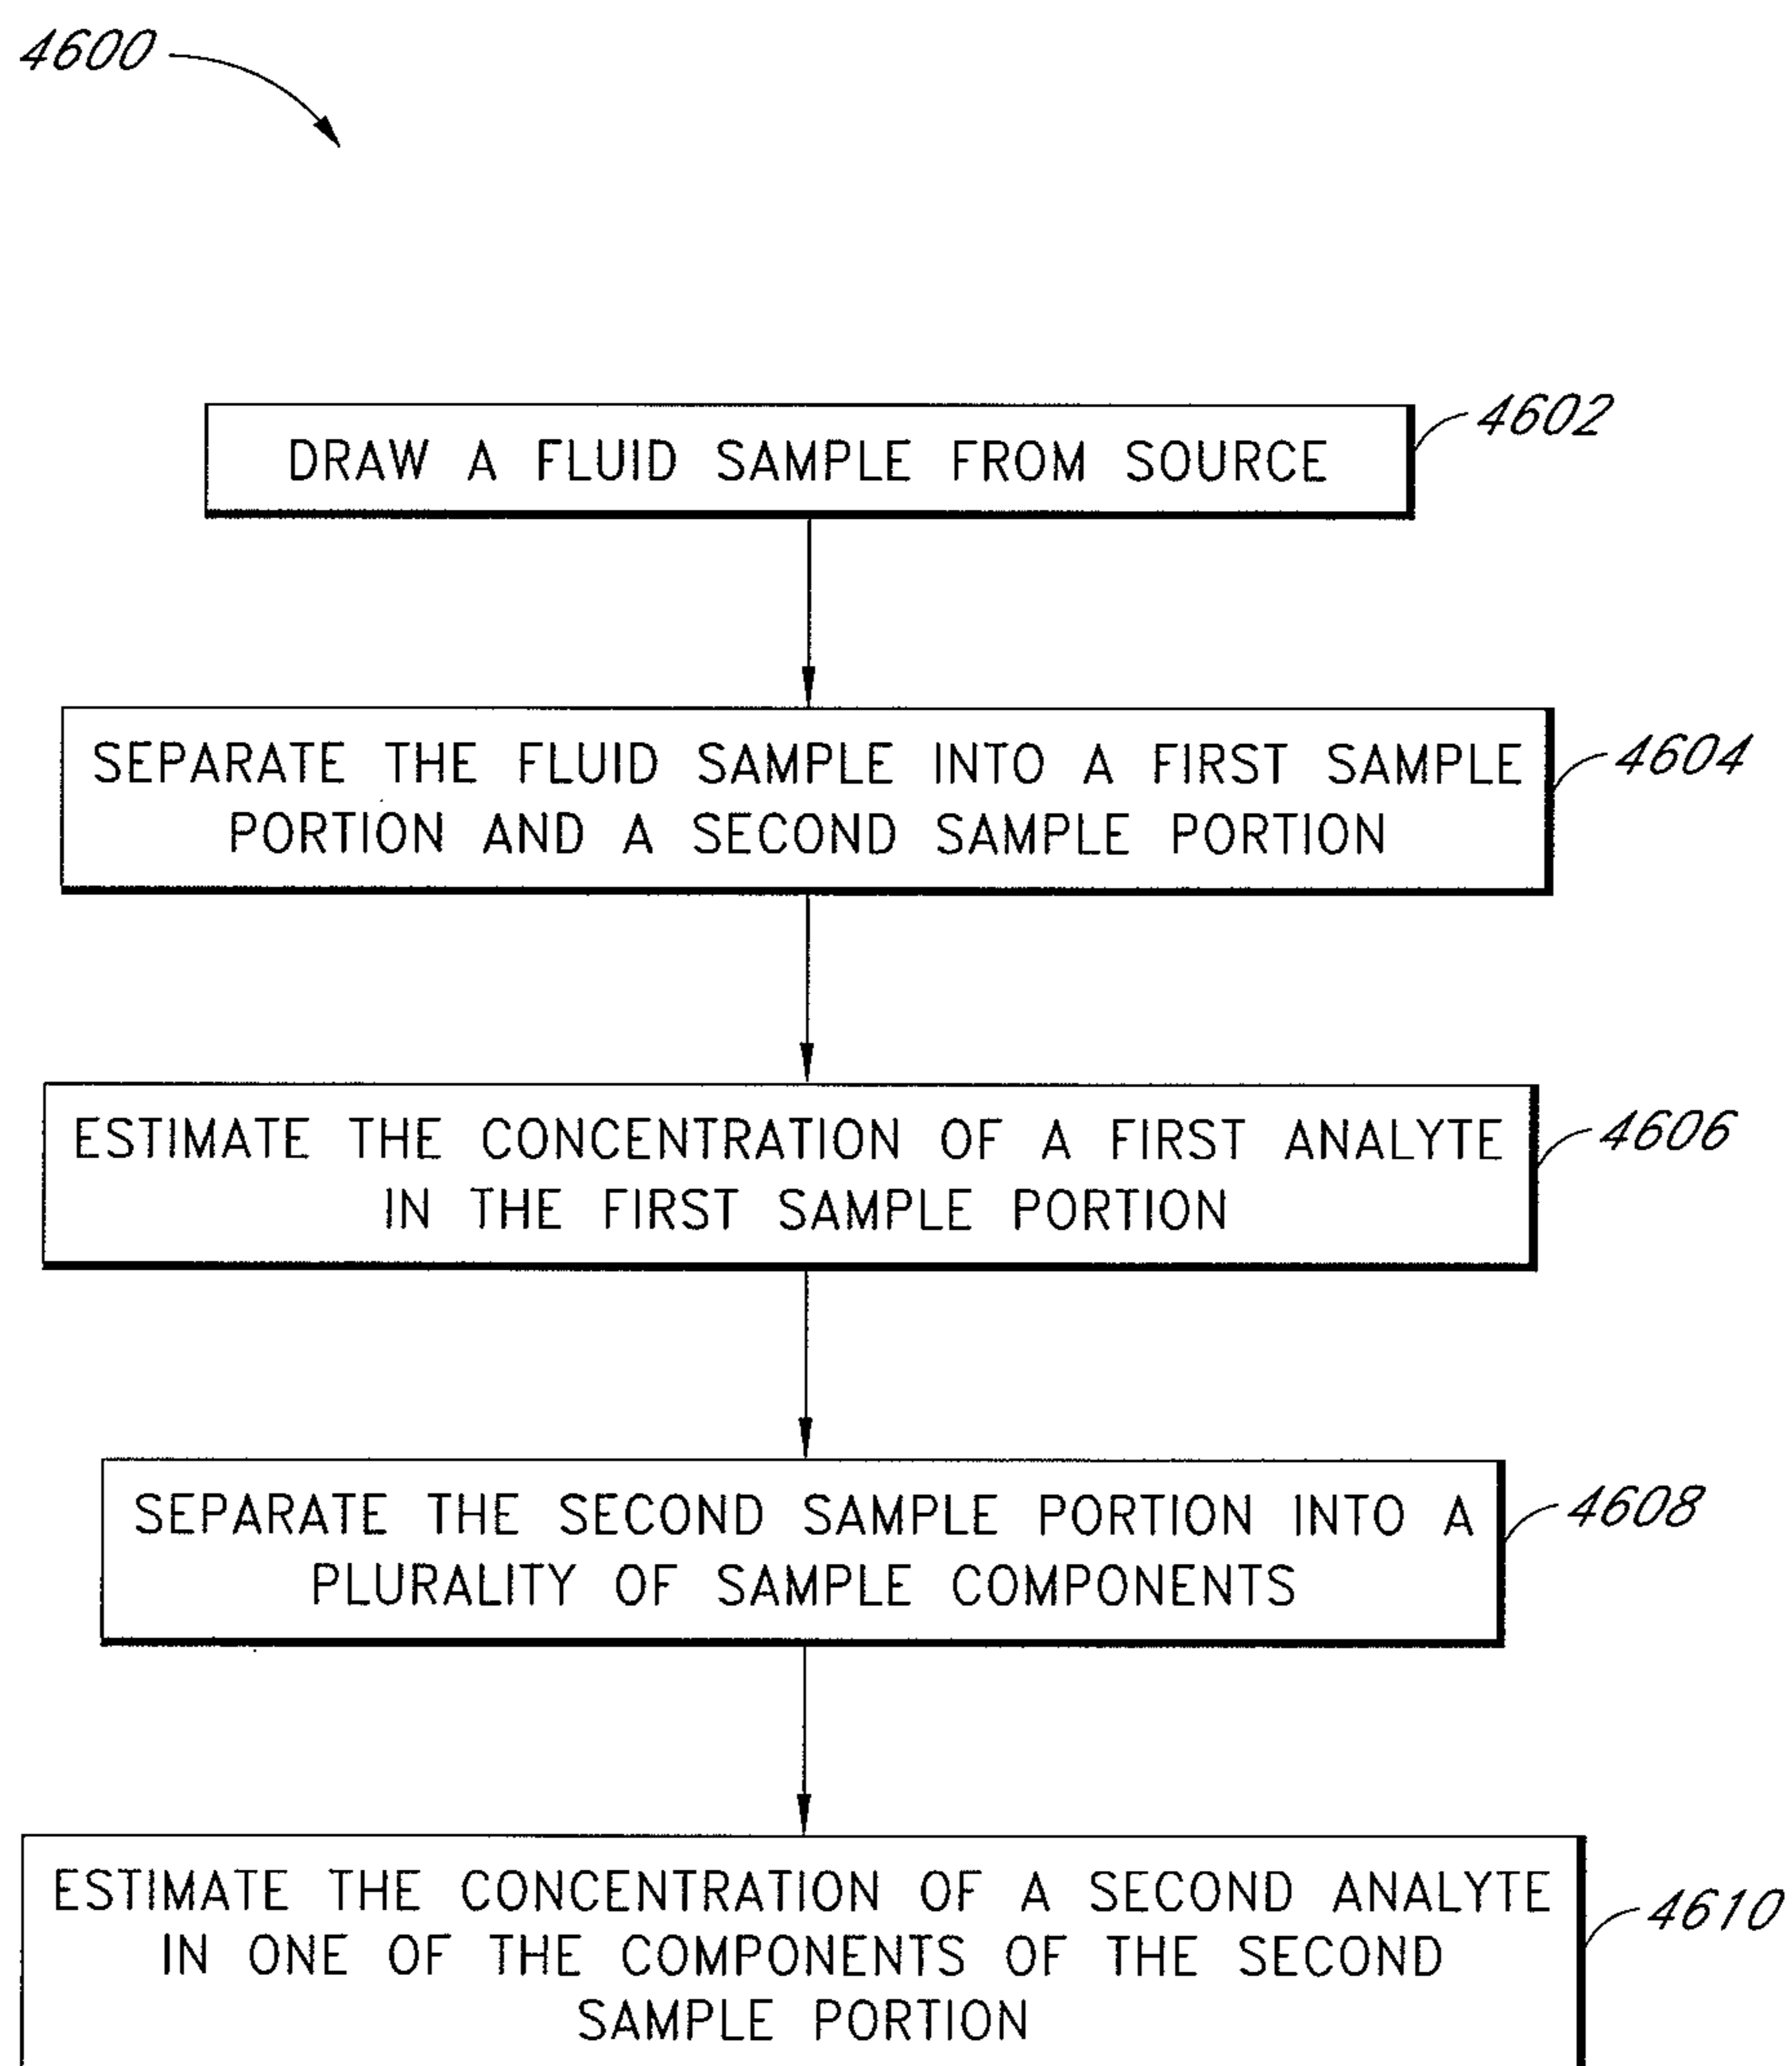 4600
DRAW A FLUID SAMPLE FROM SOURCE
4602
SEPARATE THE FLUID SAMPLE INTO A FIRST SAMPLE
PORTION AND A SECOND SAMPLE PORTION
4604
ESTIMATE THE CONCENTRATION OF A FIRST ANALYTE
IN THE FIRST SAMPLE PORTION
4606
SEPARATE THE SECOND SAMPLE PORTION INTO A
PLURALITY OF SAMPLE COMPONENTS
4608
ESTIMATE THE CONCENTRATION OF A SECOND ANALYTE
IN ONE OF THE COMPONENTS OF THE SECOND
SAMPLE PORTION
4610